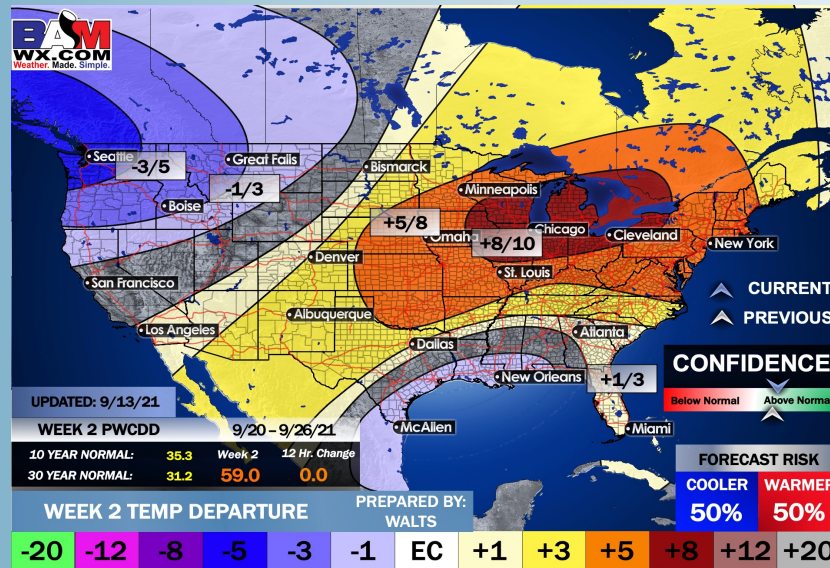 BAM
WX.COM
Weather. Made. Simple.
Seattle
-3/5
Great Falls
-1/3
Boise
Bismarck
Minneapolis
+5/8
Omaha
+8/10
Chicago
Cleveland
New York
Denver
St. Louis
San Francisco
Los Angeles
Albuquerque
Dallas
Atlanta
New Orleans
+1/3
McAllen
Miami
CURRENT
PREVIOUS
CONFIDENCE
Below Normal
Above Norma
UPDATED: 9/13/21
WEEK 2 PWCDD 9/20 – 9/26/21
10 YEAR NORMAL: 35.3 Week 2 12 Hr. Change
30 YEAR NORMAL: 31.2 59.0 0.0
FORECAST RISK
COOLER WARMER
50% 50%
WEEK 2 TEMP DEPARTURE
PREPARED BY:
WALTS
-20 -12 -8 -5 -3 -1 EC +1 +3 +5 +8 +12 +20